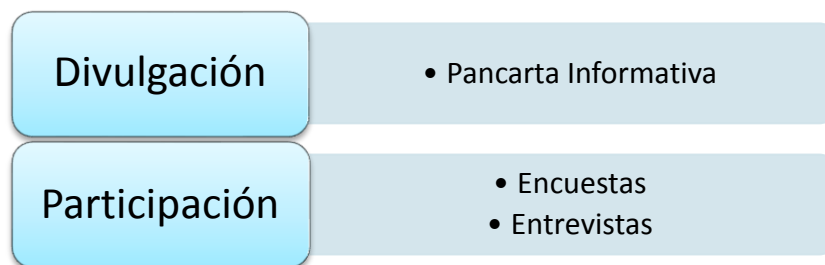 Divulgación
• Pancarta Informativa
Participación
• Encuestas
• Entrevistas